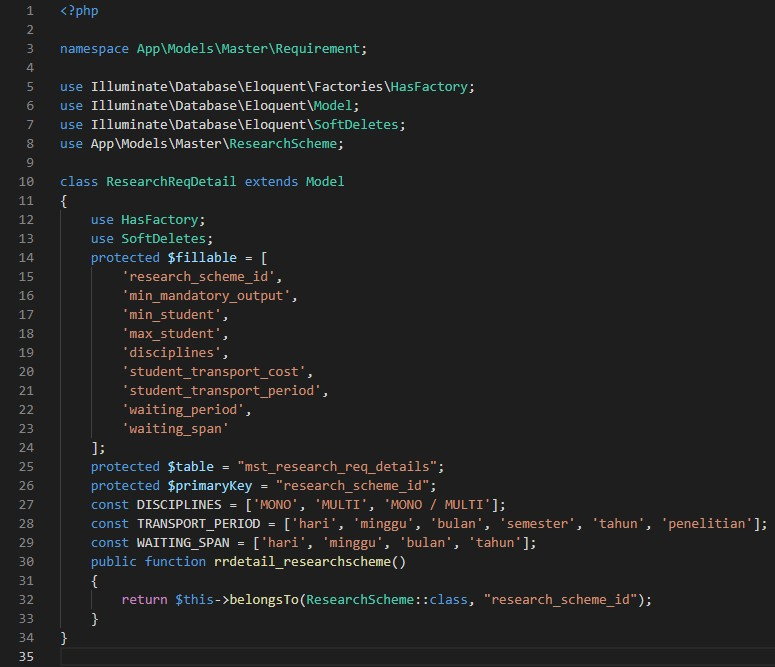 1 <?php
2
3 namespace App\Models\Master\Requirement;
4
5 use Illuminate\Database\Eloquent\Factories\HasFactory;
6 use Illuminate\Database\Eloquent\Model;
7 use Illuminate\Database\Eloquent\SoftDeletes;
8 use App\Models\Master\ResearchScheme;
9
10 class ResearchReqDetail extends Model
11 {
12     use HasFactory;
13     use SoftDeletes;
14     protected $fillable = [
15         'research_scheme_id',
16         'min_mandatory_output',
17         'min_student',
18         'max_student',
19         'disciplines',
20         'student_transport_cost',
21         'student_transport_period',
22         'waiting_period',
23         'waiting_span'
24     ];
25     protected $table = "mst_research_req_details";
26     protected $primaryKey = "research_scheme_id";
27     const DISCIPLINES = ['MONO', 'MULTI', 'MONO / MULTI'];
28     const TRANSPORT_PERIOD = ['hari', 'minggu', 'bulan', 'semester', 'tahun', 'penelitian'];
29     const WAITING_SPAN = ['hari', 'minggu', 'bulan', 'tahun'];
30     public function rrdetail_researchscheme()
31     {
32         return $this->belongsTo(ResearchScheme::class, "research_scheme_id");
33     }
34 }
35